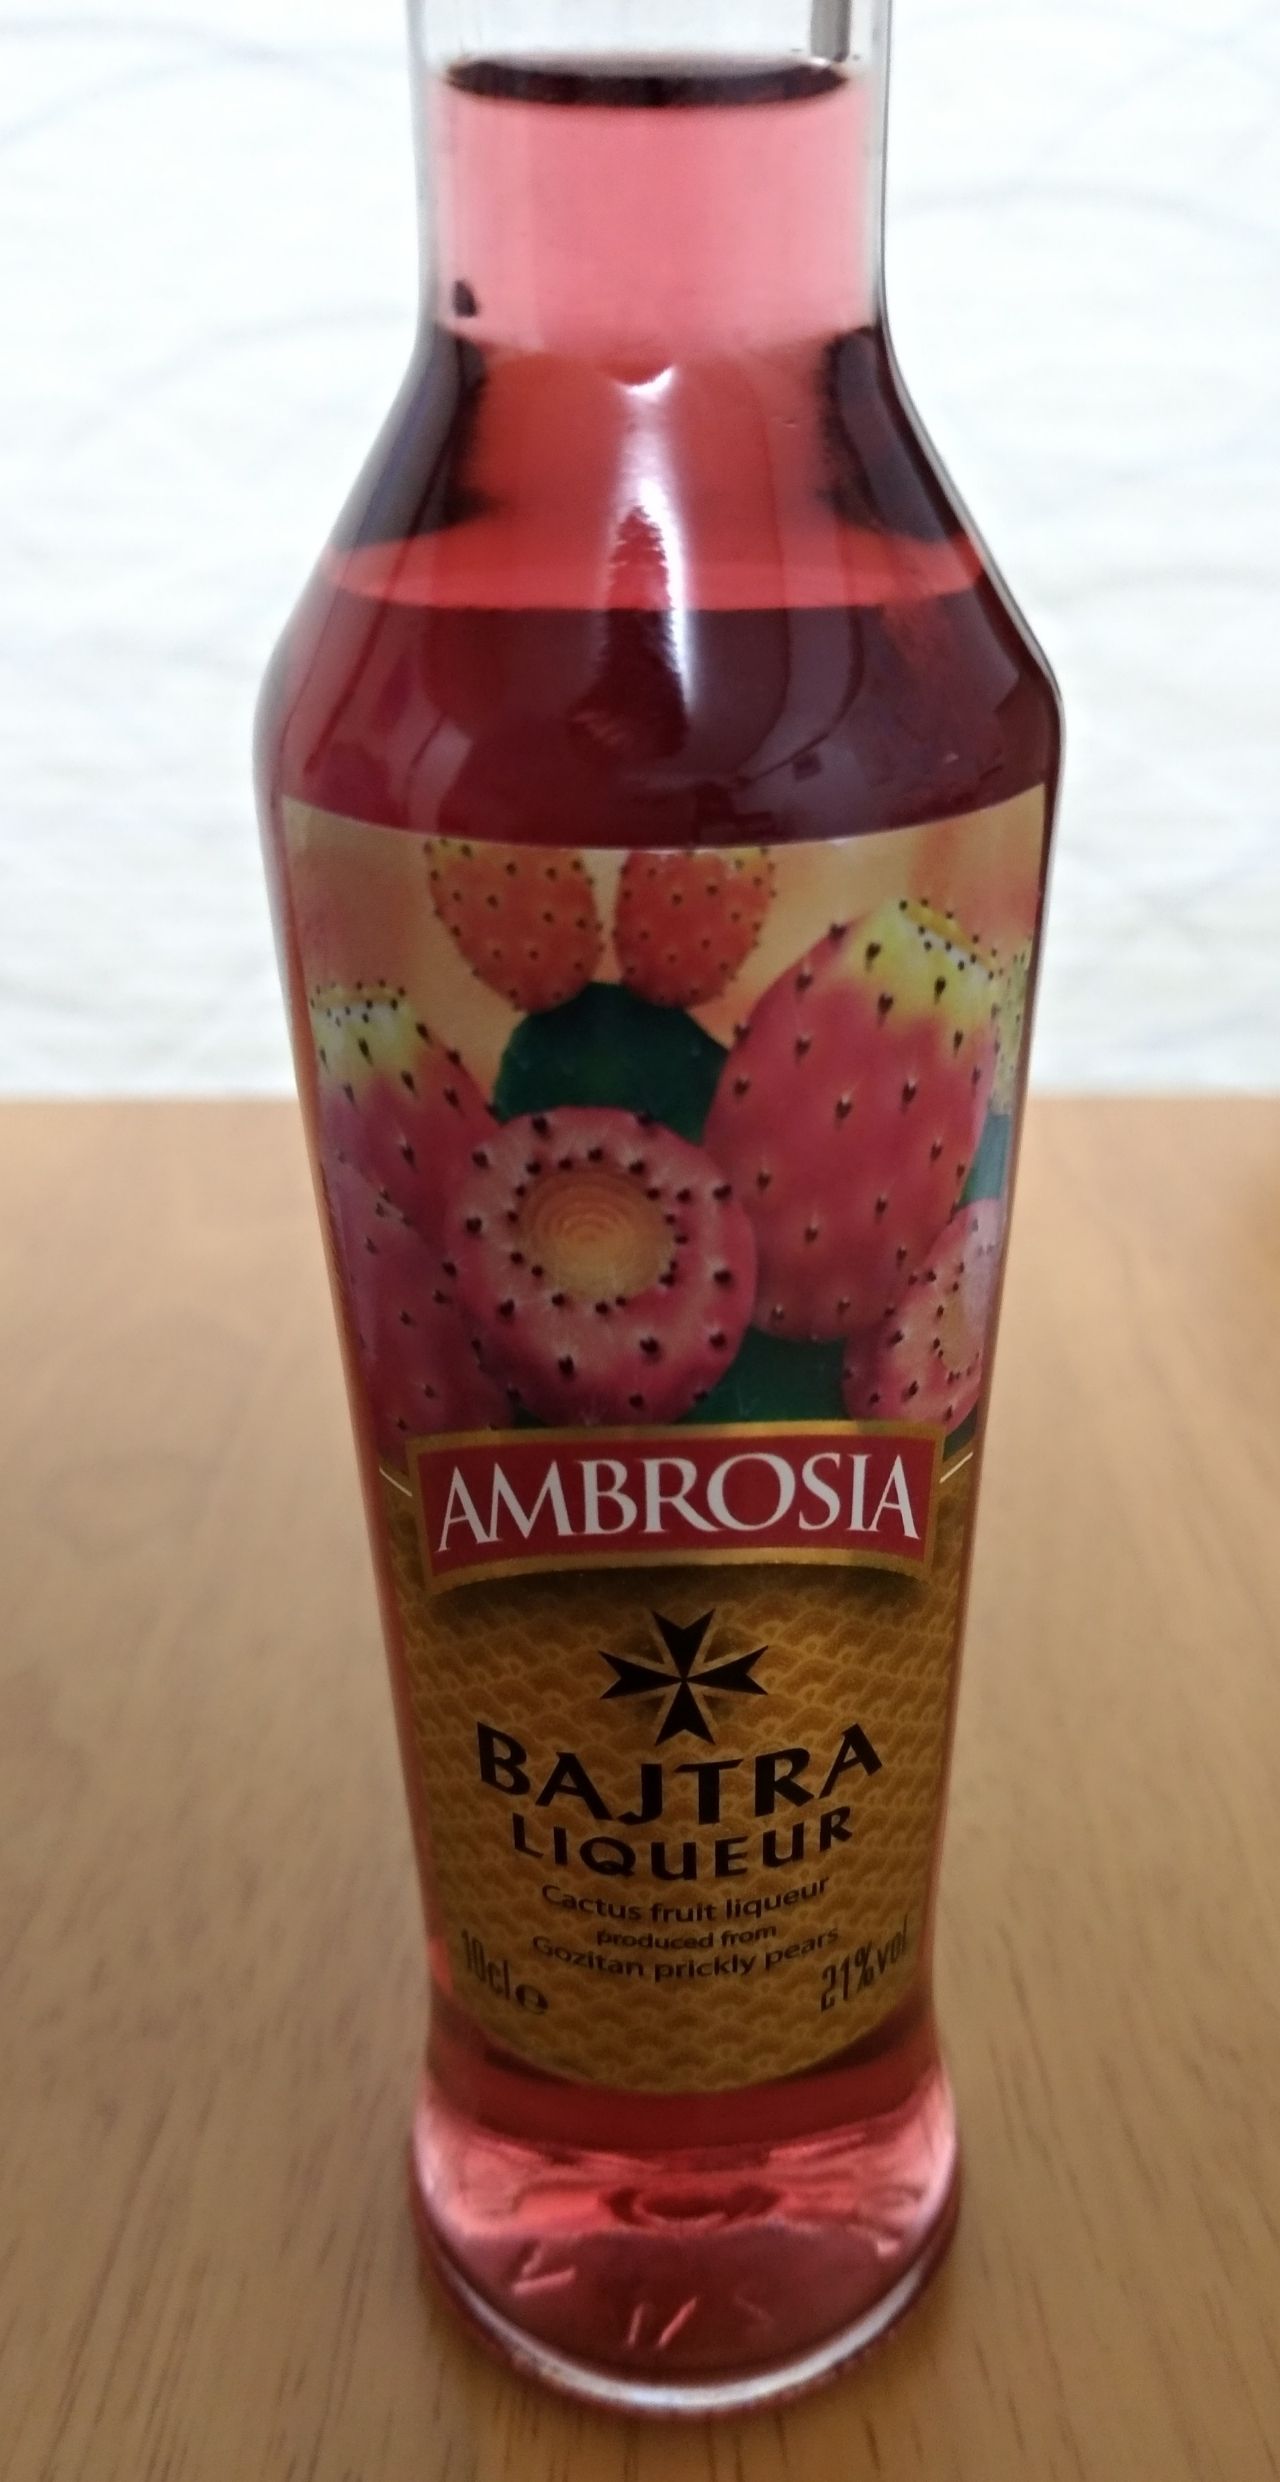 AMBROSIA
BAJTRA
LIQUEUR
Cactus fruit liqueur
produced from
Gozitan prickly pears
10cl e
21%vol